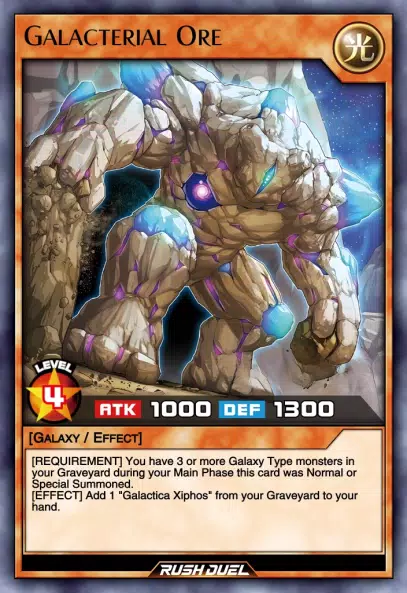 GALACTERIAL ORE
光
LEVEL
4
ATK 1000 DEF 1300
[GALAXY / EFFECT]
[REQUIREMENT] You have 3 or more Galaxy Type monsters in
your Graveyard during your Main Phase this card was Normal or
Special Summoned.
[EFFECT] Add 1 "Galactica Xiphos" from your Graveyard to your
hand.
RUSH DUEL